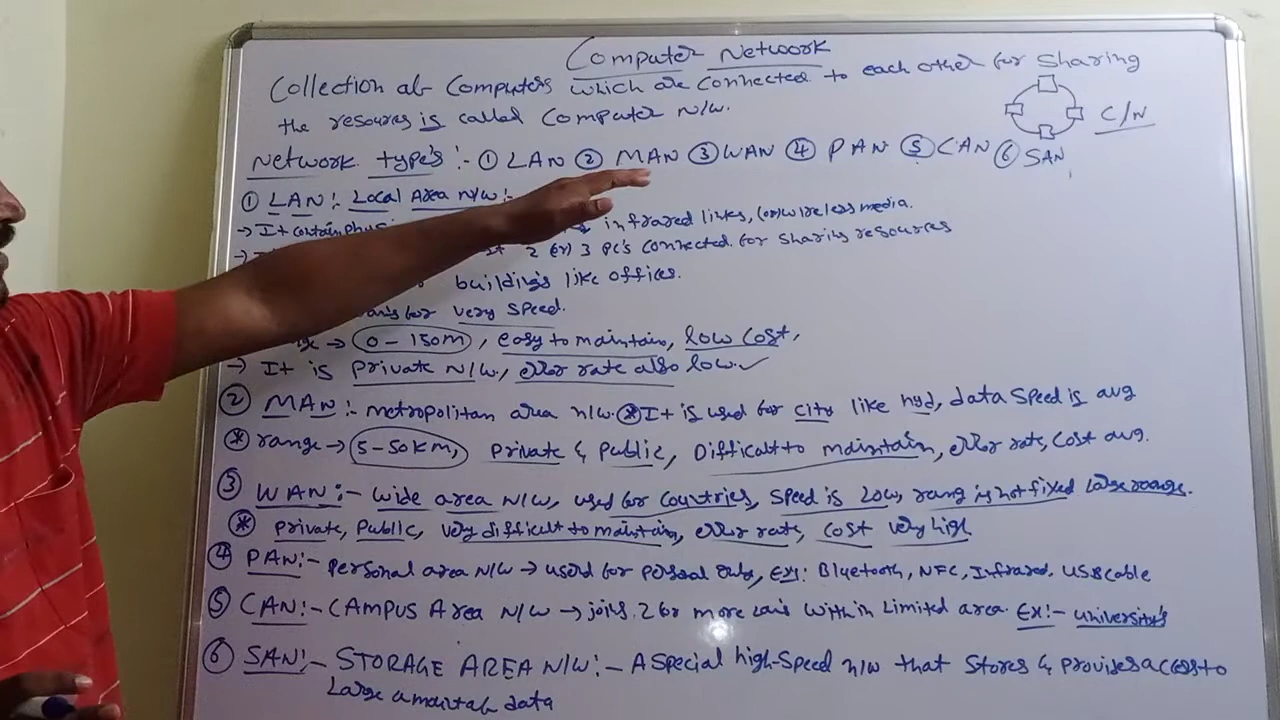 Computer Network
Collection of Computers which are connected to each other for sharing
the resources is called Computer N/W.
C/N
Network type's :- ① LAN ② MAN ③ WAN ④ PAN ⑤ CAN ⑥ SAN
① LAN :- Local Area N/W :-
→ It contain infrared links, (or) wireless media.
→ 2 (or) 3 PC's connected for sharing resources
building's like offices.
for very speed.
→ 0-150m, easy to maintain, low cost,
→ It is private N/W, error rate also low. ✓
② MAN :- metropolitan area N/W. * It is used for city like hyd, data speed is avg
* range → 5-50km, private & public, Difficult to maintain, error rate, cost avg.
③ WAN :- wide area N/W, used for countries, speed is low, rang is not fixed large range.
* private, public, very difficult to maintain, error rate, cost very high
④ PAN :- personal area N/W → used for personal only, Ex: Bluetooth, NFC, Infrared, USB cable
⑤ CAN :- CAMPUS Area N/W → joins 2 or more Lan's within limited area. Ex :- university's
⑥ SAN :- STORAGE AREA N/W :- A special high-speed n/w that stores & provises access to
large amount of data